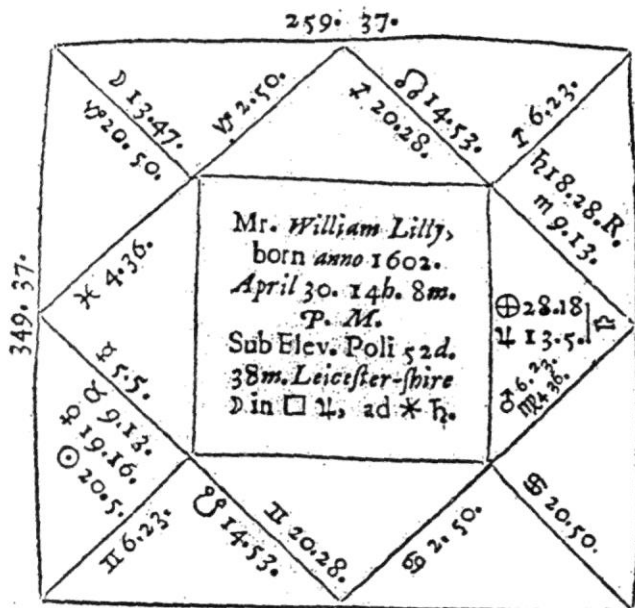 259. 37.
☽ 13.47.
♑ 20.50.
♑ 2.50.
☊ 14.53.
♐ 20.28.
♐ 6.23.
♄ 18.28.R.
♏ 9.13.
Mr. William Lilly,
born anno 1602.
April 30. 14h. 8m.
P. M.
Sub Elev. Poli 52d.
38m. Leiceſter-ſhire
☽ in □ ♃, ad ✶ ♄.
⊕ 28.18
♃ 13.5. ♎
♂ 6.23.
♍ 4.36.
♓ 4.36.
349. 37.
☿ 5.5.
♉ 9.13.
♀ 19.16.
☉ 20.5.
♊ 6.23.
☋ 14.53.
♊ 20.28.
♋ 2.50.
♋ 20.50.